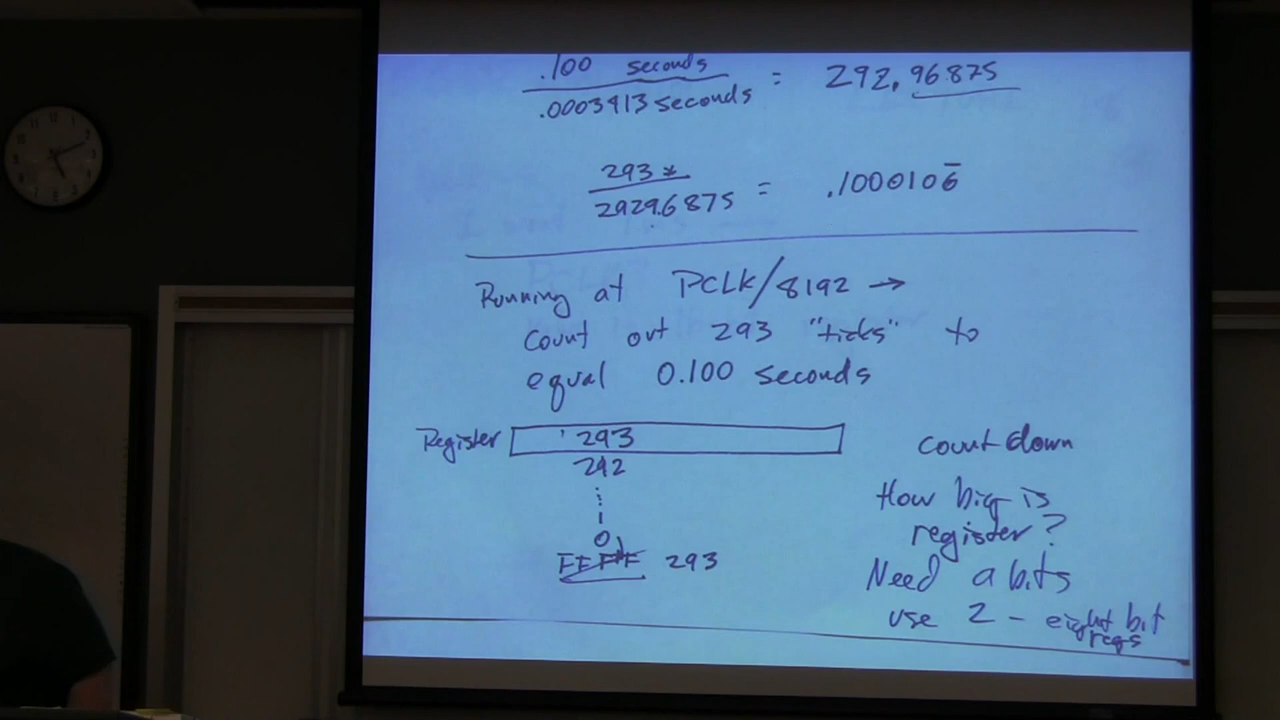 .100 seconds
.0003413 seconds
= 292.96875
293 *
2929.6875
= .1000106̅
Running at PCLK/8192 →
count out 293 "ticks" to
equal 0.100 seconds
Register 293
292
1
0
FFFF 293
count down
How big is
register?
Need 9 bits
use 2 - eight bit
regs